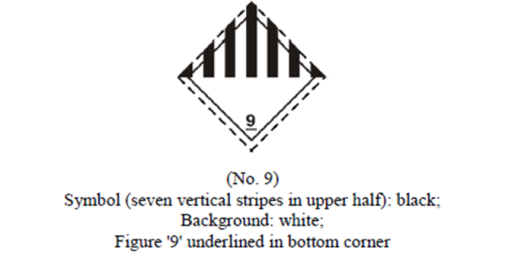 9
(No. 9)
Symbol (seven vertical stripes in upper half): black;
Background: white;
Figure '9' underlined in bottom corner